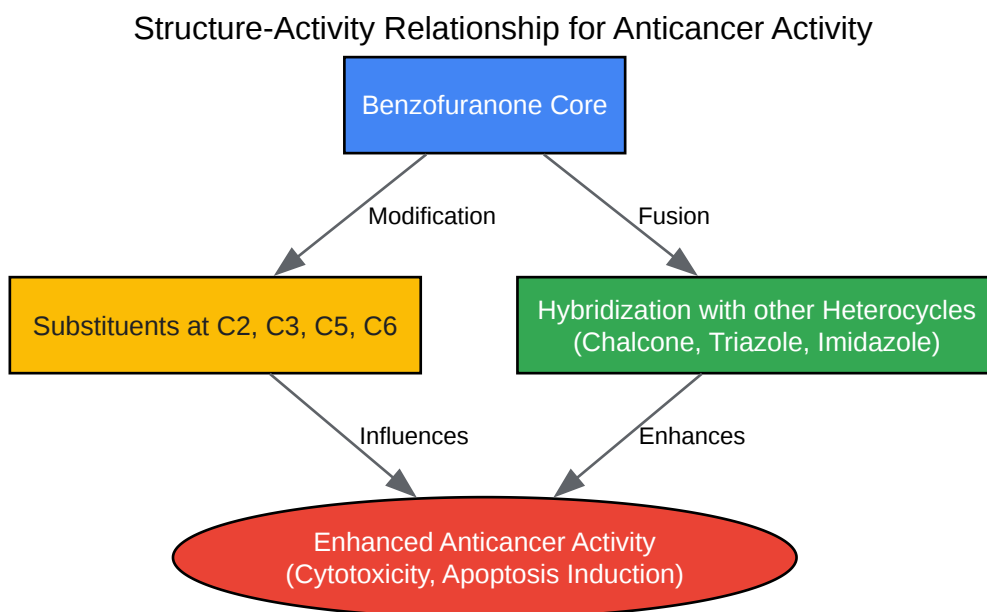 Structure-Activity Relationship for Anticancer Activity
Benzofuranone Core
Modification
Fusion
Substituents at C2, C3, C5, C6
Hybridization with other Heterocycles
(Chalcone, Triazole, Imidazole)
Influences
Enhances
Enhanced Anticancer Activity
(Cytotoxicity, Apoptosis Induction)